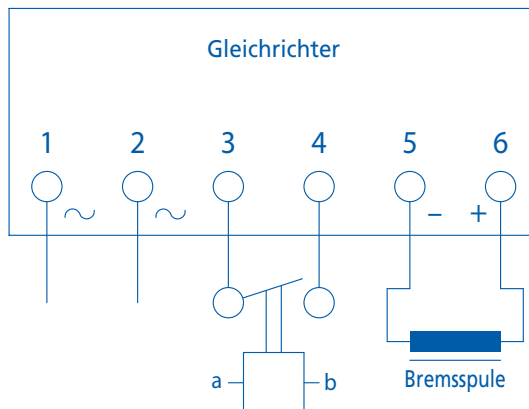 Gleichrichter
1 2 3 4 5 6
∼ ∼ – +
a b
Bremsspule